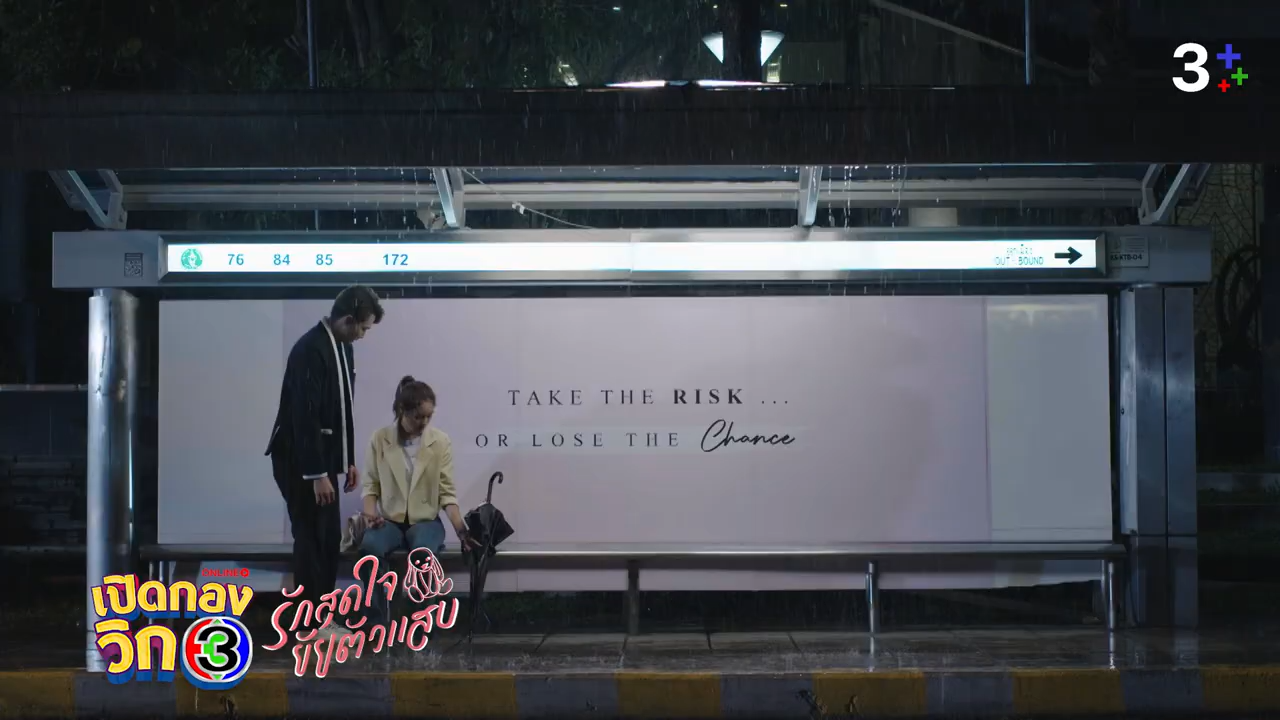 3
76 84 85 172
OUT - BOUND
TAKE THE RISK ...
OR LOSE THE Chance
ONLINE
เปิดกอง
วิก 3
รักสุดใจ
ยัยตัวแสบ